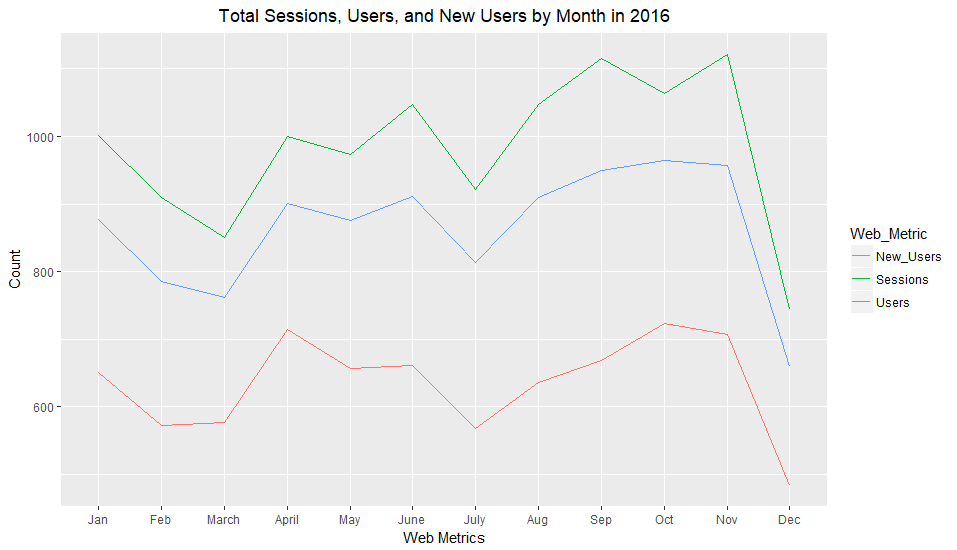 Total Sessions, Users, and New Users by Month in 2016
Count
1000
800
600
Jan Feb March April May June July Aug Sep Oct Nov Dec
Web Metrics
Web_Metric
New_Users
Sessions
Users